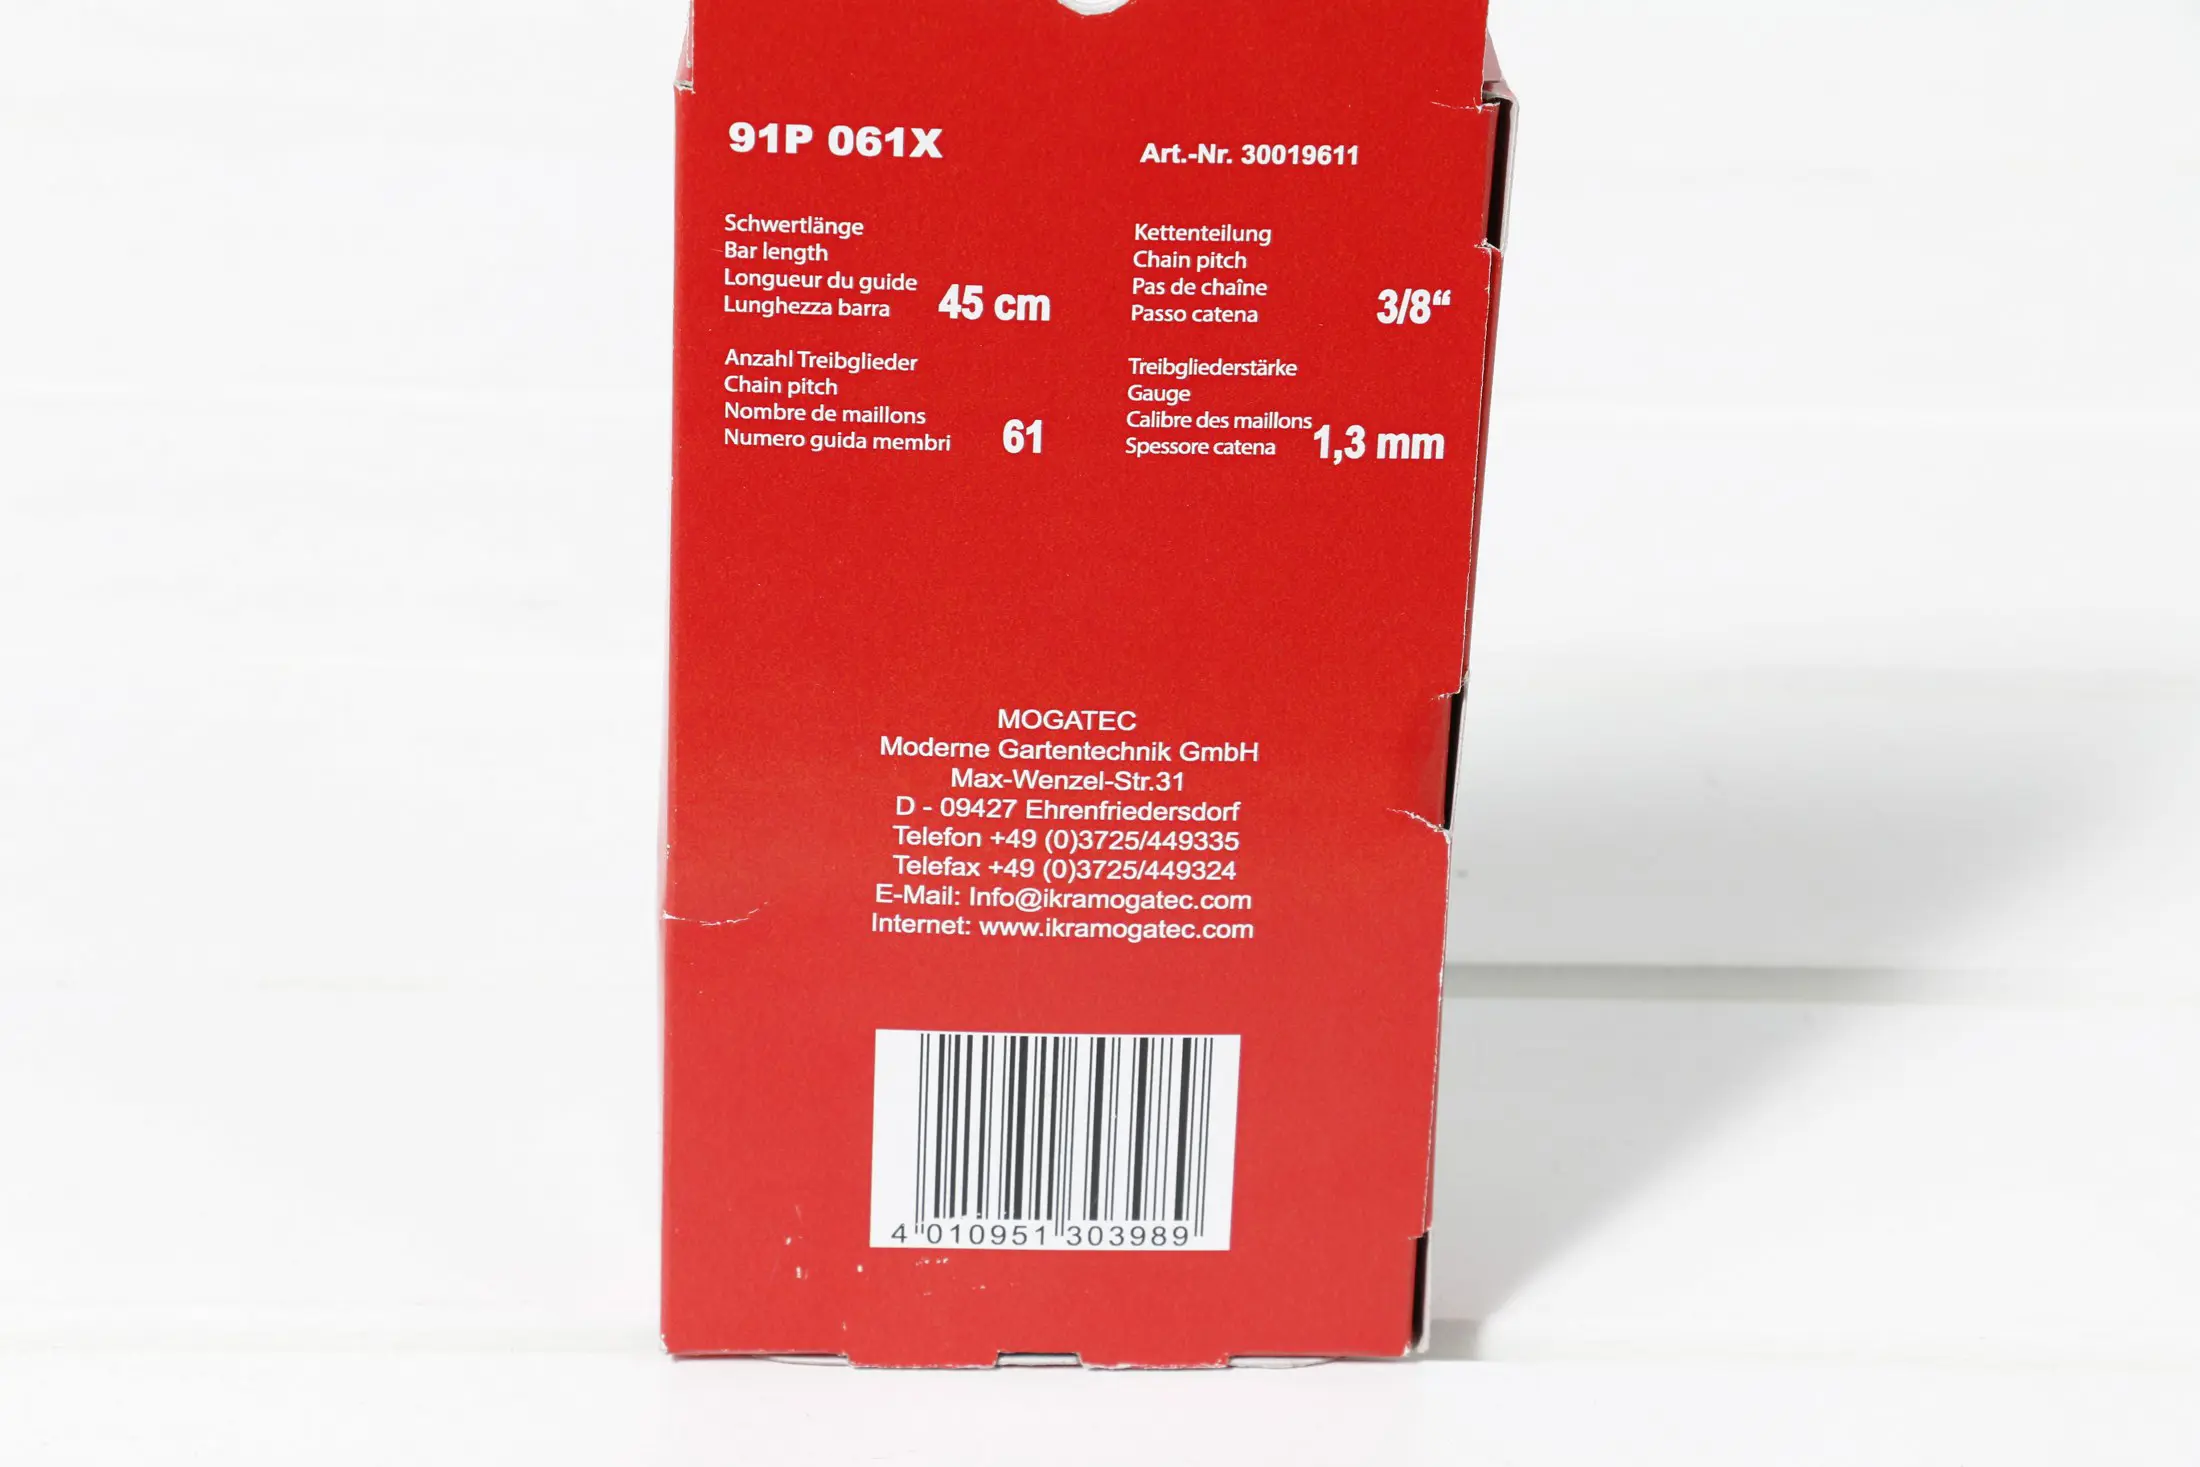 91P 061X
Art.-Nr. 30019611
Schwertlänge
Bar length
Longueur du guide
Lunghezza barra
45 cm
Kettenteilung
Chain pitch
Pas de chaîne
Passo catena
3/8“
Anzahl Treibglieder
Chain pitch
Nombre de maillons
Numero guida membri
61
Treibgliederstärke
Gauge
Calibre des maillons
Spessore catena
1,3 mm
MOGATEC
Moderne Gartentechnik GmbH
Max-Wenzel-Str.31
D - 09427 Ehrenfriedersdorf
Telefon +49 (0)3725/449335
Telefax +49 (0)3725/449324
E-Mail: Info@ikramogatec.com
Internet: www.ikramogatec.com
4 010951 303989